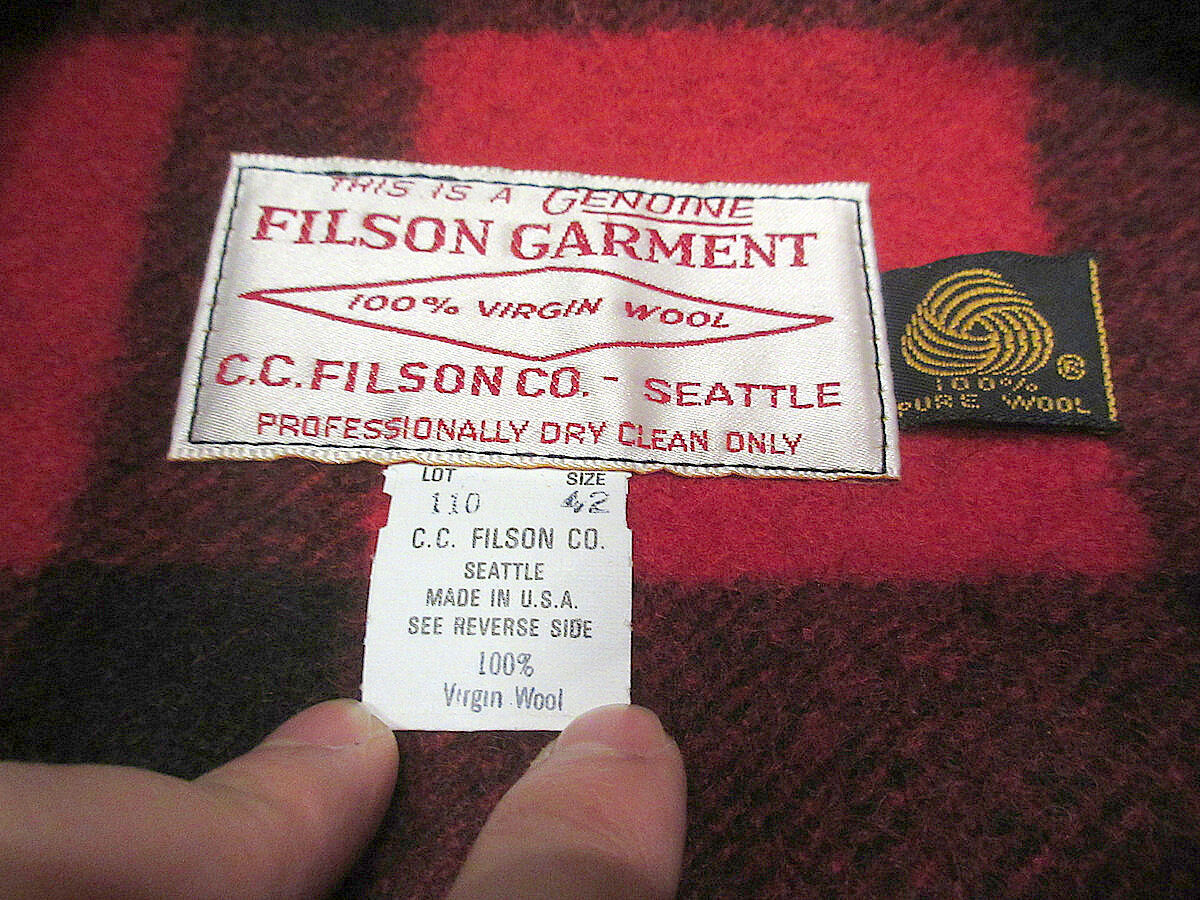 THIS IS A GENUINE
FILSON GARMENT
100% VIRGIN WOOL
C.C. FILSON CO. - SEATTLE
PROFESSIONALLY DRY CLEAN ONLY
®
100%
PURE WOOL
LOT SIZE
110 42
C.C. FILSON CO.
SEATTLE
MADE IN U.S.A.
SEE REVERSE SIDE
100%
Virgin Wool